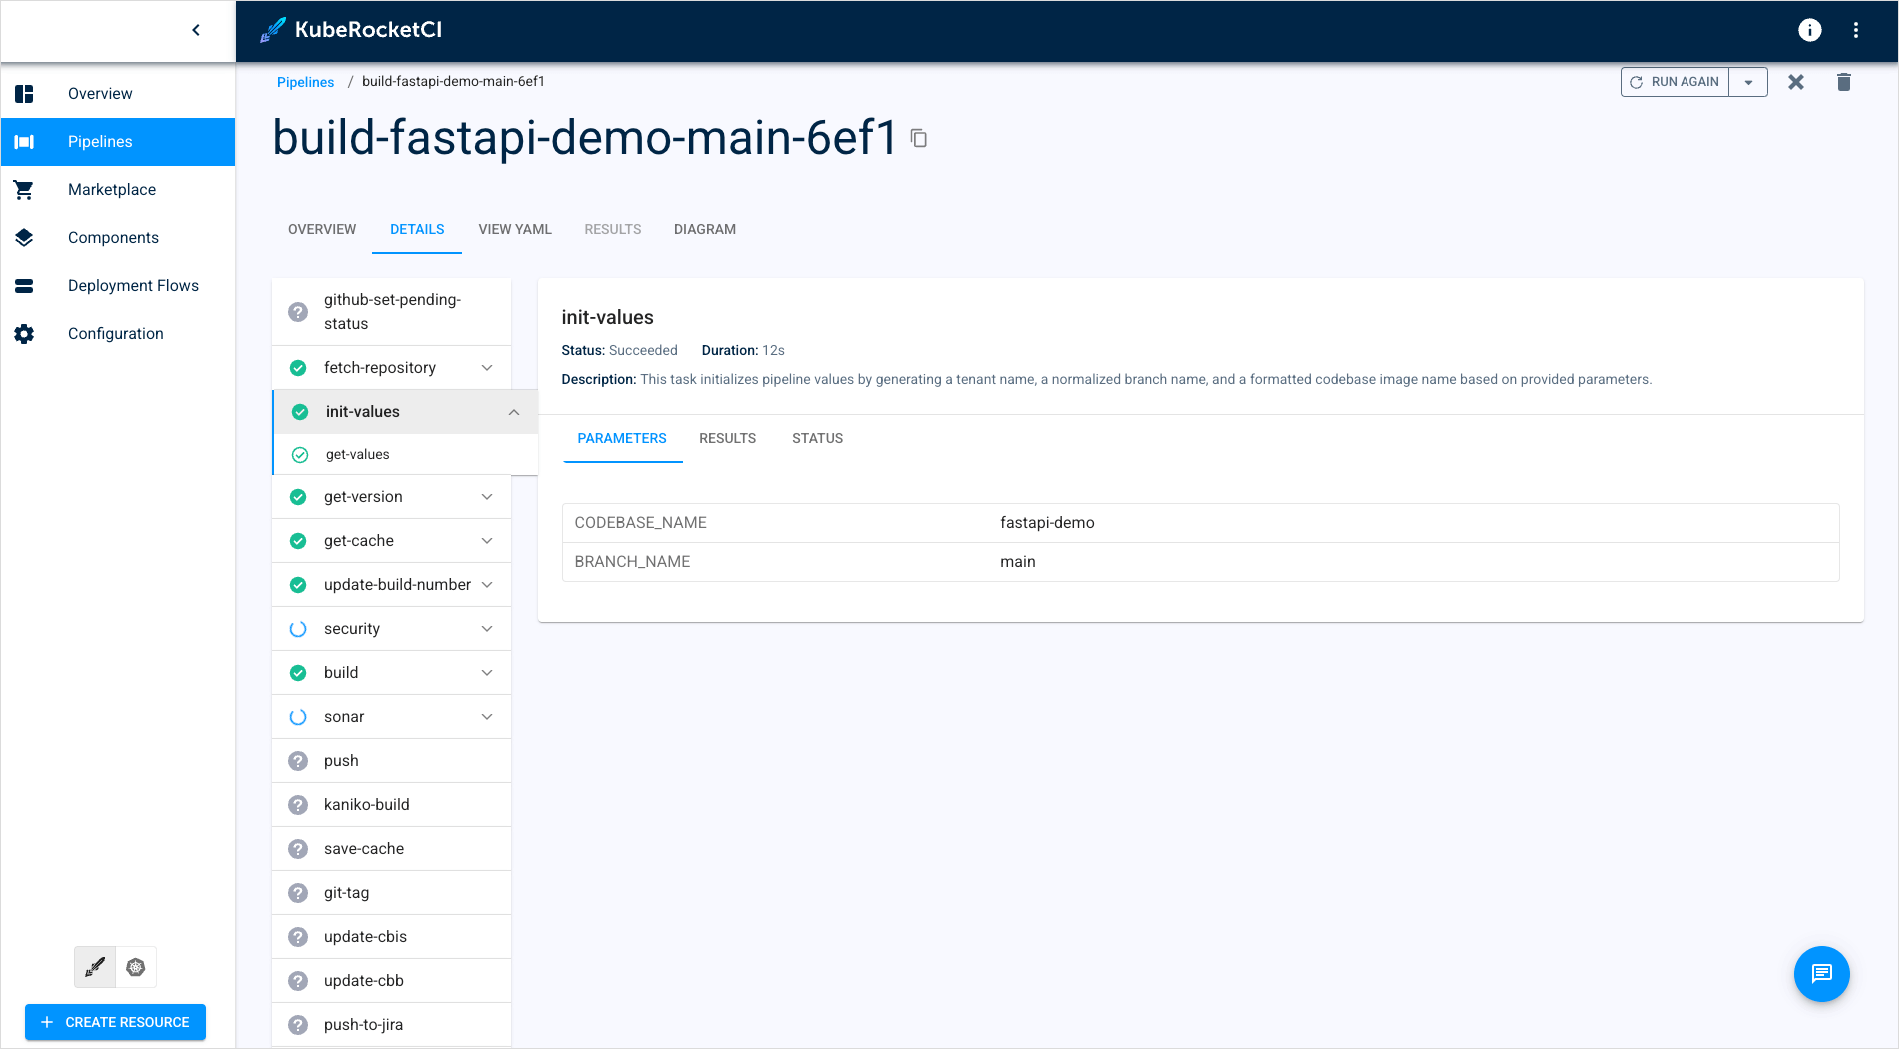 KubeRocketCI
Overview
Pipelines
Marketplace
Components
Deployment Flows
Configuration
CREATE RESOURCE
Pipelines / build-fastapi-demo-main-6ef1
RUN AGAIN
build-fastapi-demo-main-6ef1
OVERVIEW DETAILS VIEW YAML RESULTS DIAGRAM
github-set-pending-
status
fetch-repository
init-values
get-values
get-version
get-cache
update-build-number
security
build
sonar
push
kaniko-build
save-cache
git-tag
update-cbis
update-cbb
push-to-jira
init-values
Status: Succeeded Duration: 12s
Description: This task initializes pipeline values by generating a tenant name, a normalized branch name, and a formatted codebase image name based on provided parameters.
PARAMETERS RESULTS STATUS
CODEBASE_NAME fastapi-demo
BRANCH_NAME main